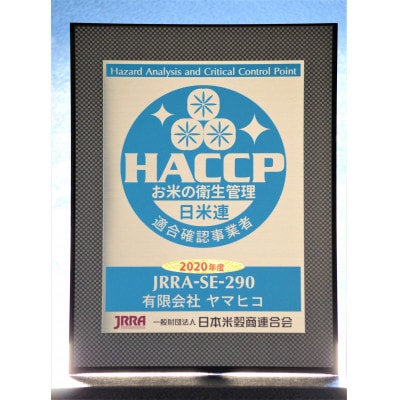 Hazard Analysis and Critical Control Point
HACCP
お米の衛生管理
日米連
適合確認事業者
2020年度
JRRA-SE-290
有限会社 ヤマヒコ
JRRA 一般財団法人 日本米穀商連合会